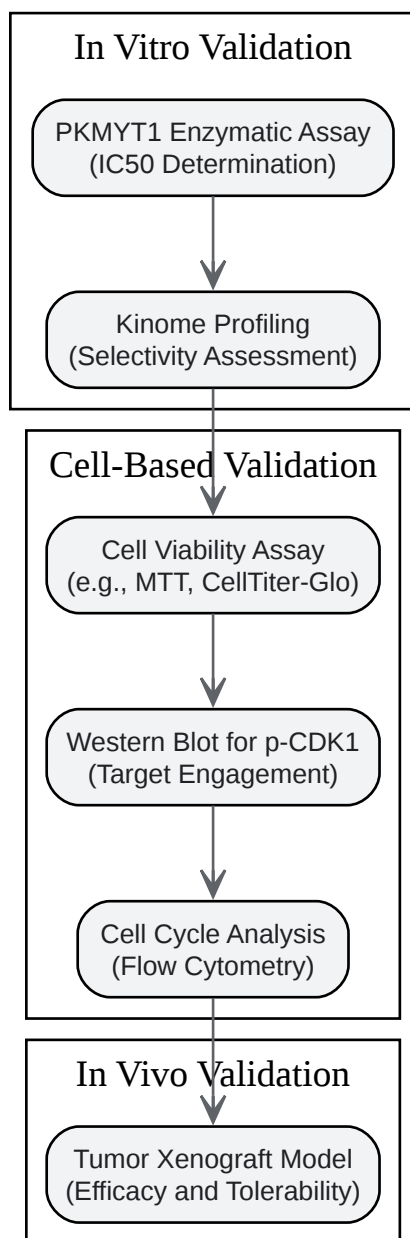 In Vitro Validation
PKMYT1 Enzymatic Assay
(IC50 Determination)
Kinome Profiling
(Selectivity Assessment)
Cell-Based Validation
Cell Viability Assay
(e.g., MTT, CellTiter-Glo)
Western Blot for p-CDK1
(Target Engagement)
Cell Cycle Analysis
(Flow Cytometry)
In Vivo Validation
Tumor Xenograft Model
(Efficacy and Tolerability)